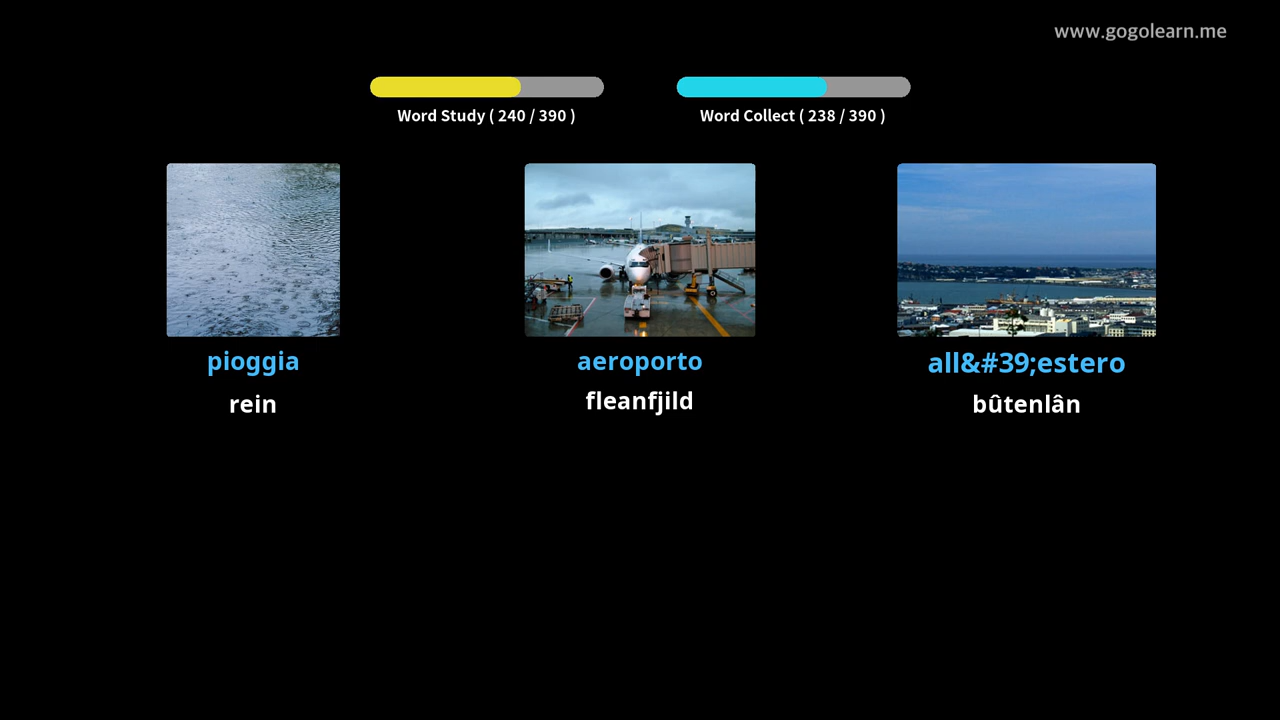 www.gogolearn.me
Word Study ( 240 / 390 )
Word Collect ( 238 / 390 )
pioggia
aeroporto
all&#39;estero
rein
fleanfjild
bûtenlân